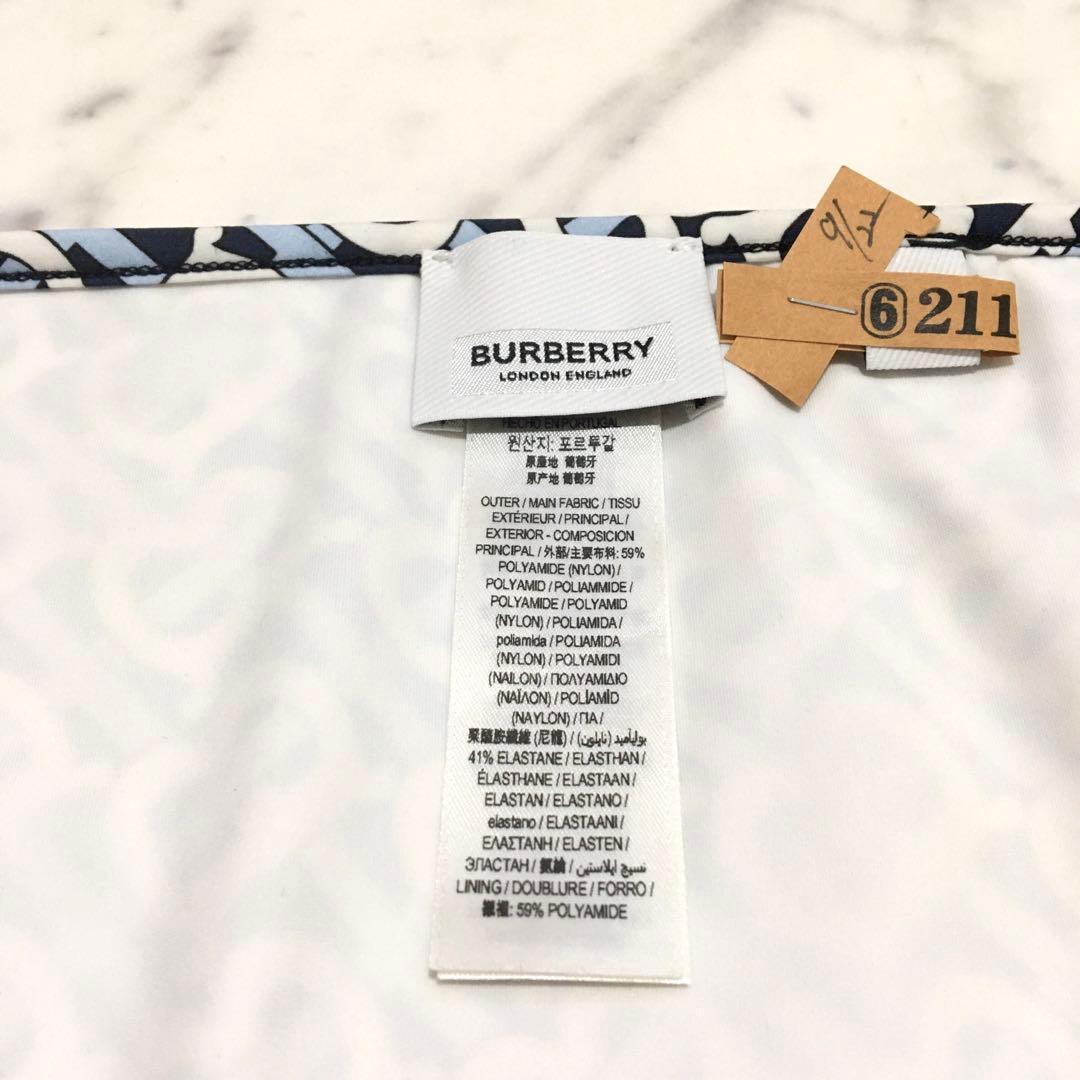 ⑥ 211
BURBERRY
LONDON ENGLAND
HECHO EN PORTUGAL
원산지: 포르투갈
原產地 葡萄牙
原产地 葡萄牙
OUTER / MAIN FABRIC / TISSU
EXTÉRIEUR / PRINCIPAL /
EXTERIOR - COMPOSICION
PRINCIPAL / 外部/主要布料: 59%
POLYAMIDE (NYLON) /
POLYAMID / POLIAMMIDE /
POLYAMIDE / POLYAMID
(NYLON) / POLIAMIDA /
poliamida / POLIAMIDA
(NYLON) / POLYAMIDI
(NAILON) / ΠΟΛΥΑΜΙΔΙΟ
(ΝΑΪΛΟΝ) / POLİAMİD
(NAYLON) / ПА /
聚醯胺纖維 (尼龍) / بوليأميد (نايلون)
41% ELASTANE / ELASTHAN /
ÉLASTHANE / ELASTAAN /
ELASTAN / ELASTANO /
elastano / ELASTAANI /
ΕΛΑΣΤΑΝΗ / ELASTEN /
ЭЛАСТАН / 氨綸 / نسيج ايلاستين
LINING / DOUBLURE / FORRO /
襯裡: 59% POLYAMIDE